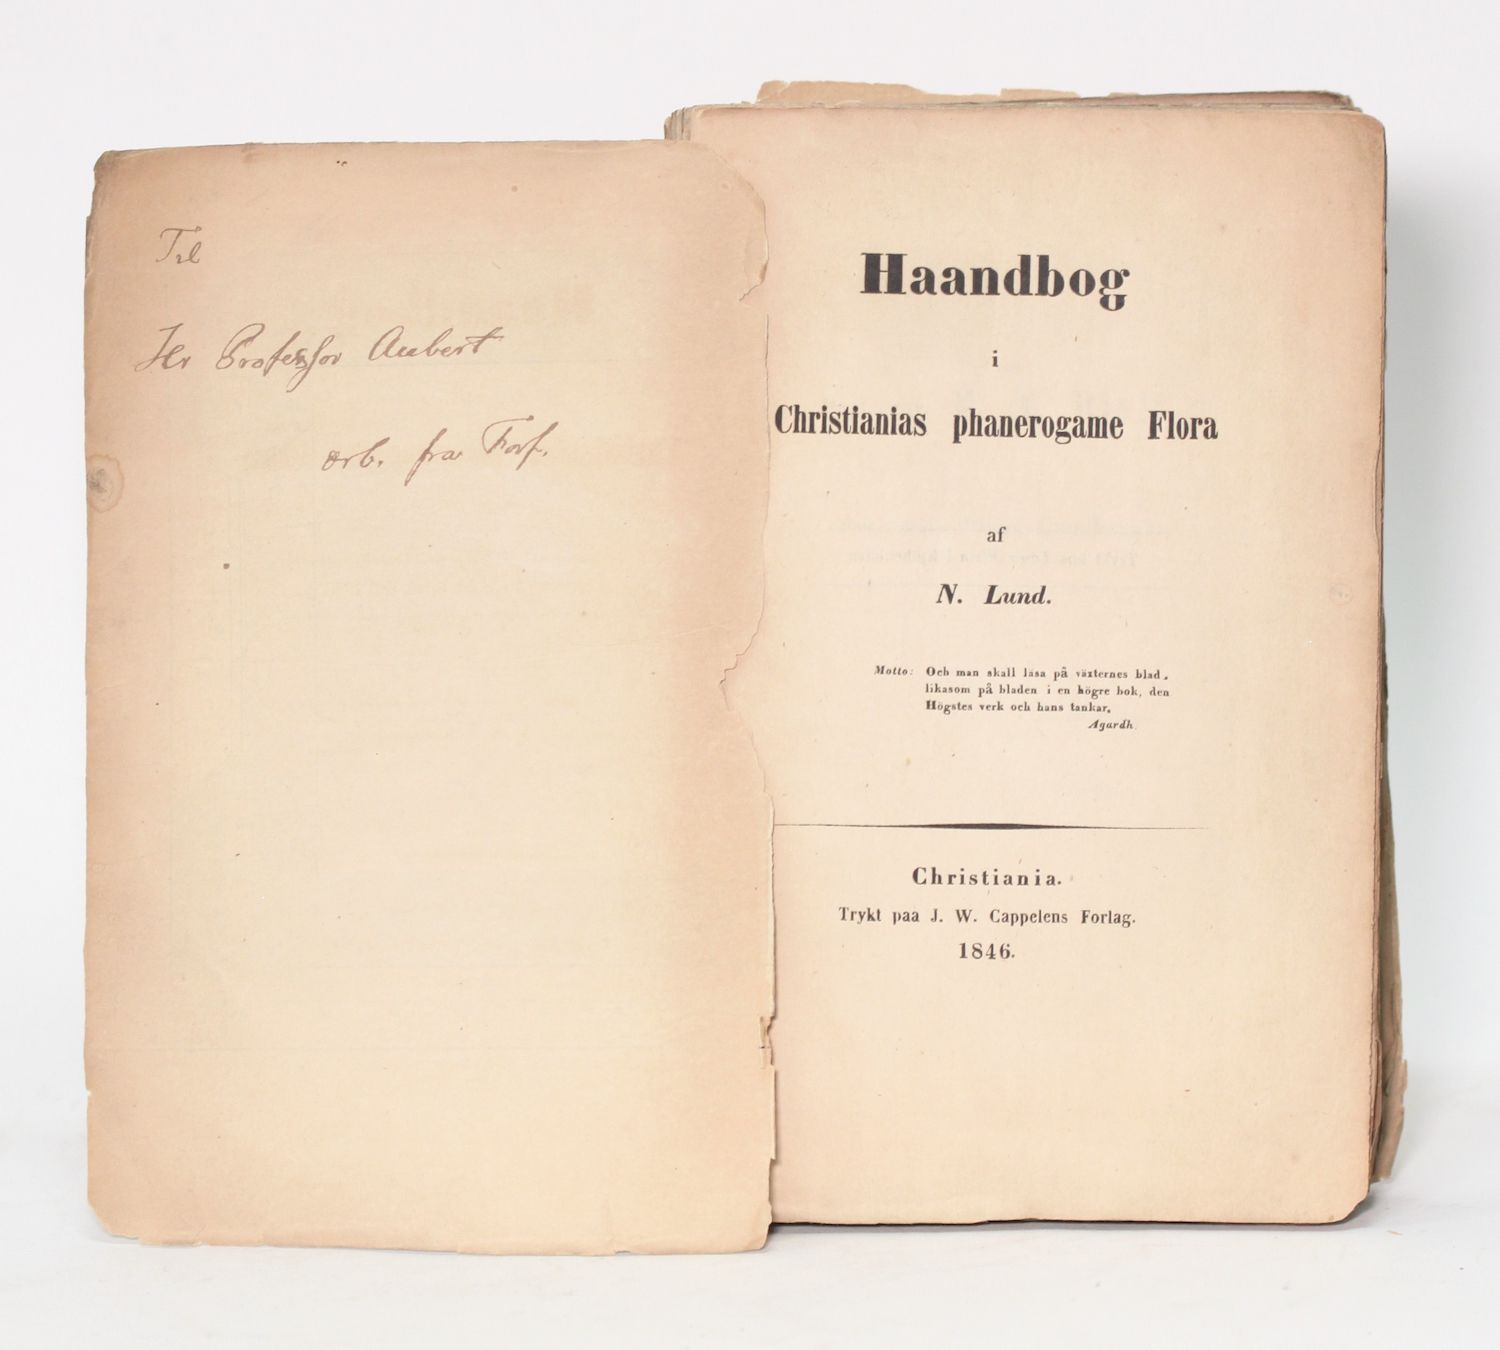 Til
Hr Professor Aubert
ærb. fra Forf.
Haandbog
i
Christianias phanerogame Flora
af
N. Lund.
Motto: Och man skall läsa på växternes blad,
likasom på bladen i en högre bok, den
Högstes verk och hans tankar.
Agardh.
Christiania.
Trykt paa J. W. Cappelens Forlag.
1846.